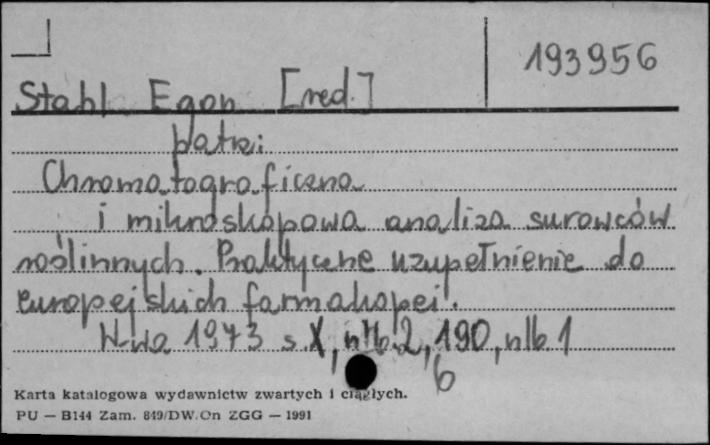 193956
Stahl Egon [red.]
patrz:
Chromatograficzna
i mikroskopowa analiza surowców
roślinnych. Praktyczne uzupełnienie do
europejskich farmakopei.
W-wa 1973 s. X, nlb. 2, 190, nlb. 1
6
Karta katalogowa wydawnictw zwartych i ciągłych.
PU — B144 Zam. 849/DW.On ZGG — 1991